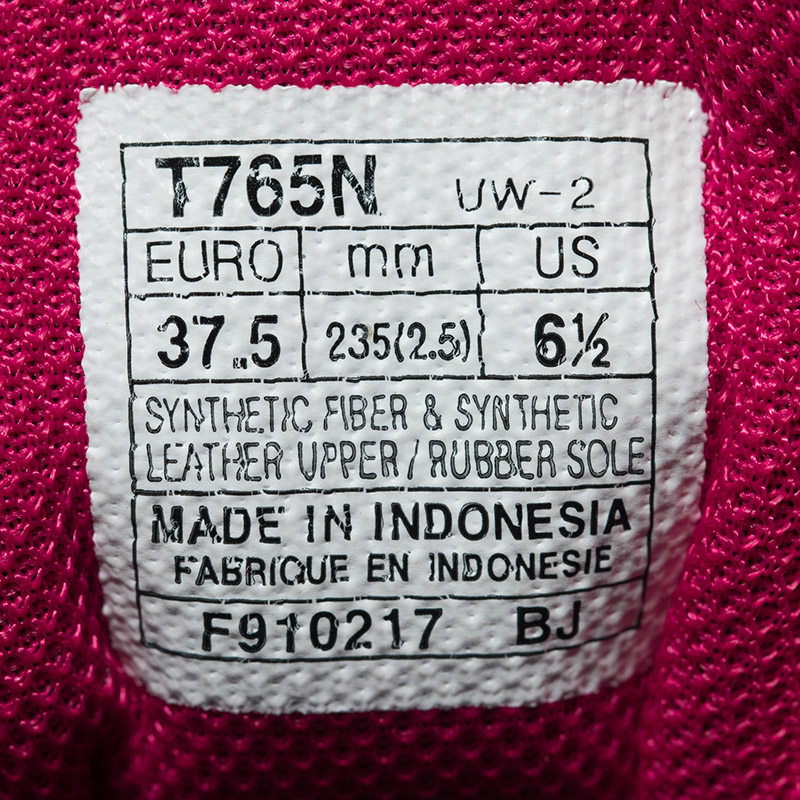 T765N UW-2
EURO mm US
37.5 235(2.5) 6½
SYNTHETIC FIBER & SYNTHETIC
LEATHER UPPER / RUBBER SOLE
MADE IN INDONESIA
FABRIQUE EN INDONESIE
F910217 BJ